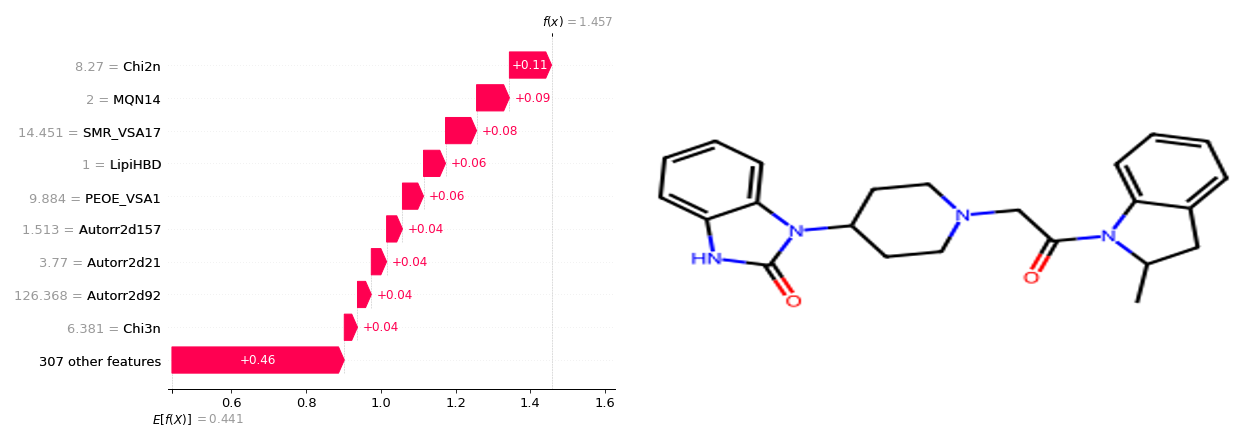 f(x) = 1.457
8.27 = Chi2n
+0.11
2 = MQN14
+0.09
14.451 = SMR_VSA17
+0.08
1 = LipiHBD
+0.06
9.884 = PEOE_VSA1
+0.06
1.513 = Autorr2d157
+0.04
3.77 = Autorr2d21
+0.04
126.368 = Autorr2d92
+0.04
6.381 = Chi3n
+0.04
307 other features
+0.46
0.6 0.8 1.0 1.2 1.4 1.6
E[f(X)] = 0.441
N
N
HN
O
N
O